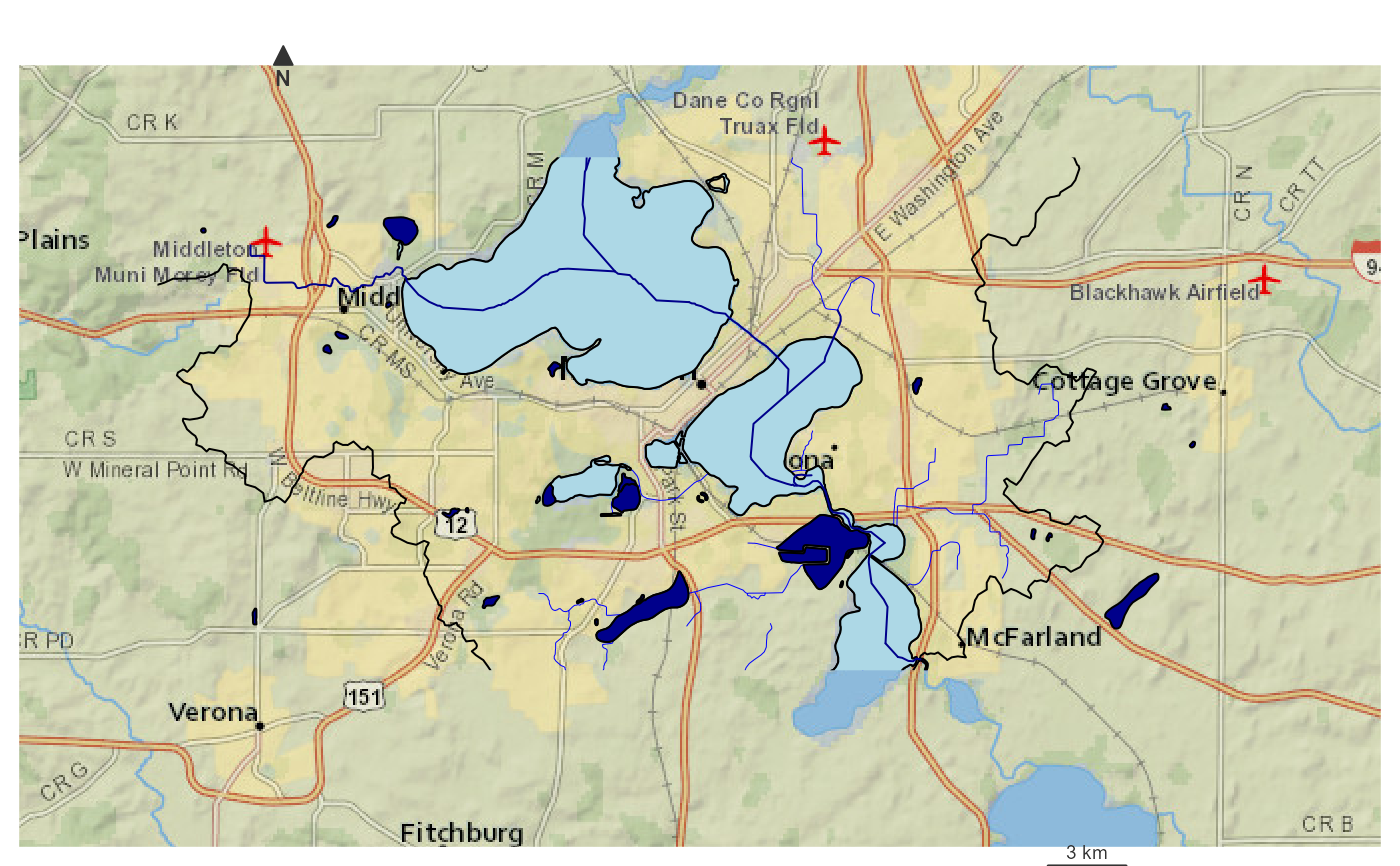 N
Dane Co Rgnl
Truax Fld
CR K
CR M
E Washington Ave
CR N
CR TT
Plains
Middleton
Muni Morey Fld
94
Blackhawk Airfield
Midd
University Ave
CR MS
Cottage Grove
CR S
W Mineral Point Rd
Beltline Hwy
ona
Park St
12
Verona Rd
CR PD
McFarland
151
Verona
CR G
Fitchburg
CR B
3 km